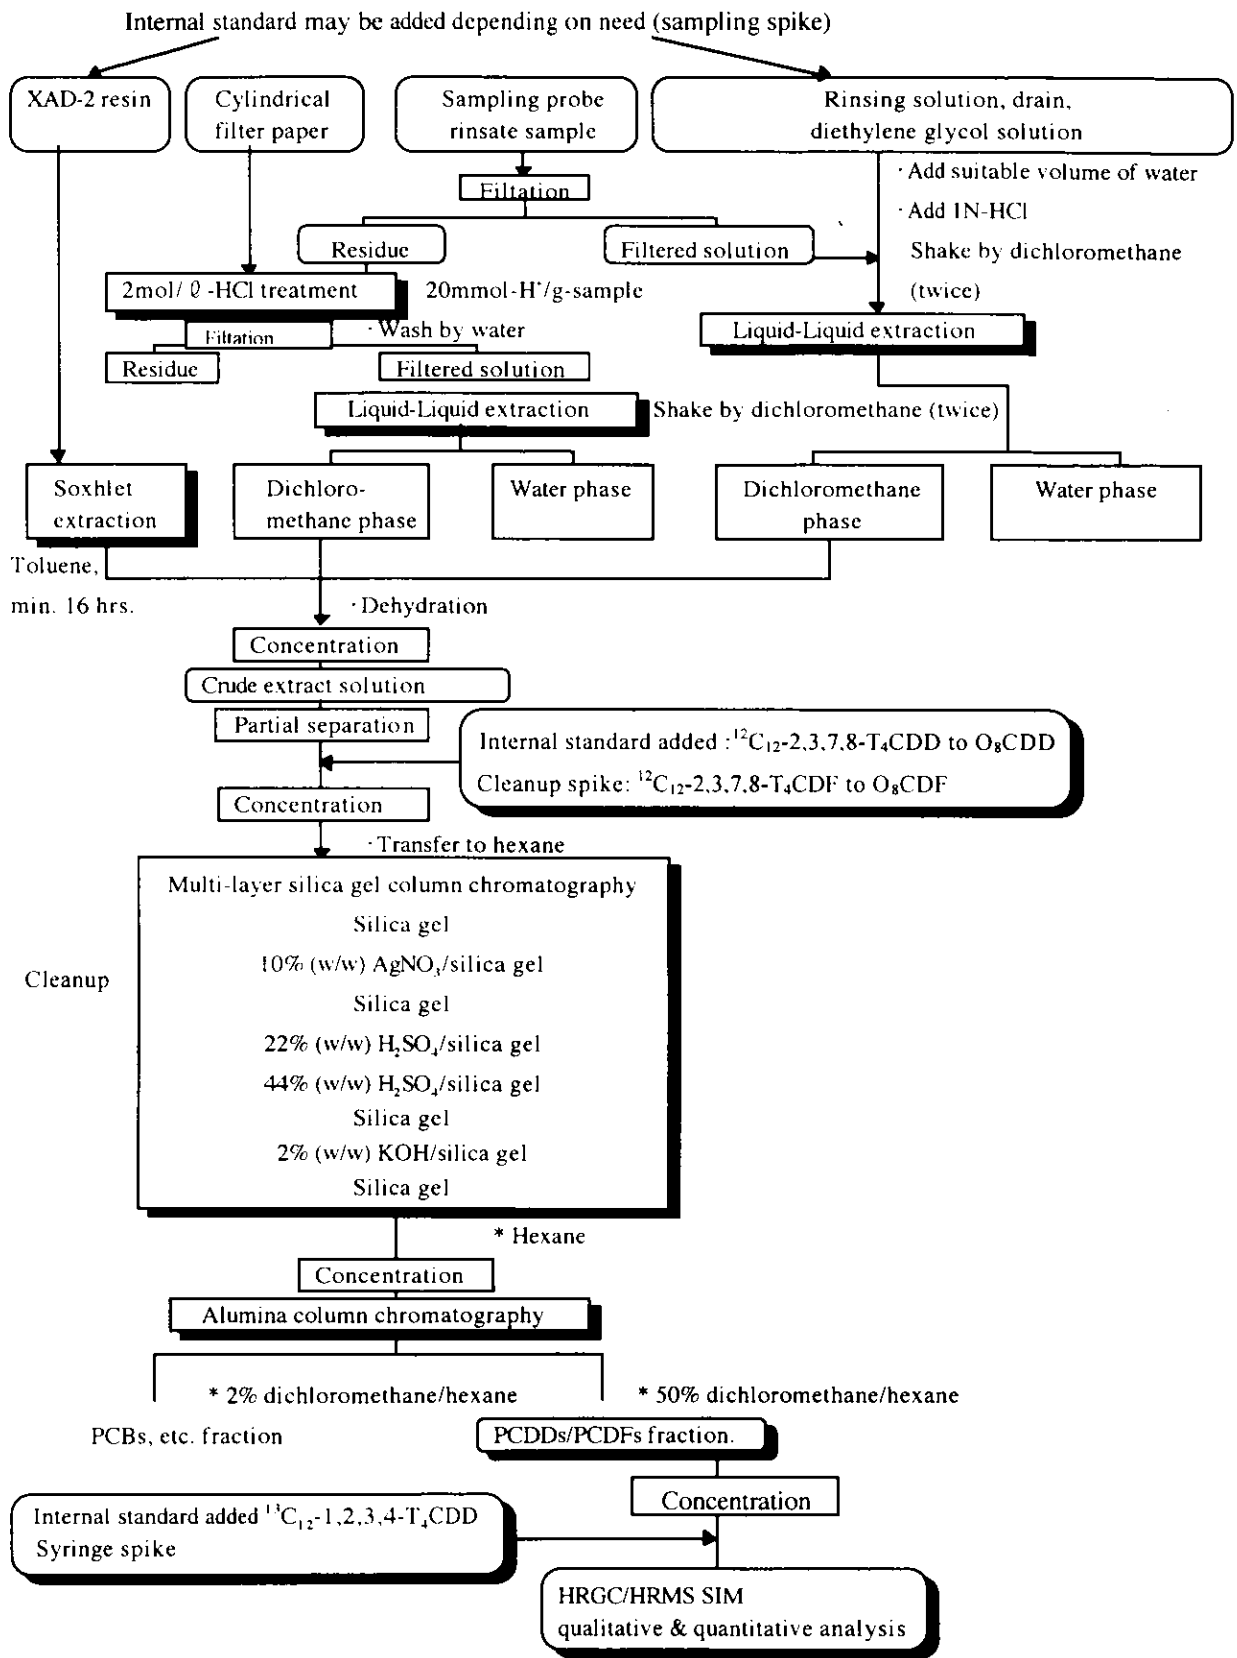 Internal standard may be added depending on need (sampling spike)
XAD-2 resin
Cylindrical
filter paper
Sampling probe
rinsate sample
Rinsing solution, drain,
diethylene glycol solution
· Add suitable volume of water
· Add 1N-HCl
Shake by dichloromethane
(twice)
Filtation
Residue
Filtered solution
2mol/ℓ-HCl treatment
20mmol-H⁺/g-sample
Filtation
· Wash by water
Residue
Filtered solution
Liquid-Liquid extraction
Liquid-Liquid extraction
Shake by dichloromethane (twice)
Soxhlet
extraction
Dichloro-
methane phase
Water phase
Dichloromethane
phase
Water phase
Toluene,
min. 16 hrs.
· Dehydration
Concentration
Crude extract solution
Partial separation
Internal standard added :¹²C₁₂-2,3,7,8-T₄CDD to O₈CDD
Cleanup spike: ¹²C₁₂-2,3,7,8-T₄CDF to O₈CDF
Concentration
· Transfer to hexane
Cleanup
Multi-layer silica gel column chromatography
Silica gel
10% (w/w) AgNO₃/silica gel
Silica gel
22% (w/w) H₂SO₄/silica gel
44% (w/w) H₂SO₄/silica gel
Silica gel
2% (w/w) KOH/silica gel
Silica gel
* Hexane
Concentration
Alumina column chromatography
* 2% dichloromethane/hexane
* 50% dichloromethane/hexane
PCBs, etc. fraction
PCDDs/PCDFs fraction.
Concentration
Internal standard added ¹³C₁₂-1,2,3,4-T₄CDD
Syringe spike
HRGC/HRMS SIM
qualitative & quantitative analysis